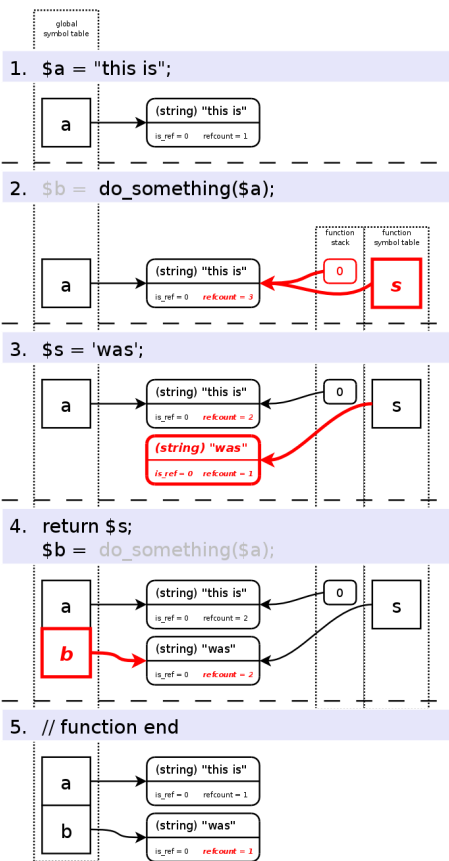 global
symbol table
1. $a = "this is";
a
(string) "this is"
is_ref = 0 refcount = 1
2. $b = do_something($a);
function
stack
function
symbol table
a
(string) "this is"
is_ref = 0 refcount = 3
0
s
3. $s = 'was';
a
(string) "this is"
is_ref = 0 refcount = 2
0
s
(string) "was"
is_ref = 0 refcount = 1
4. return $s;
$b = do_something($a);
a
(string) "this is"
is_ref = 0 refcount = 2
0
s
b
(string) "was"
is_ref = 0 refcount = 2
5. // function end
a
(string) "this is"
is_ref = 0 refcount = 1
b
(string) "was"
is_ref = 0 refcount = 1